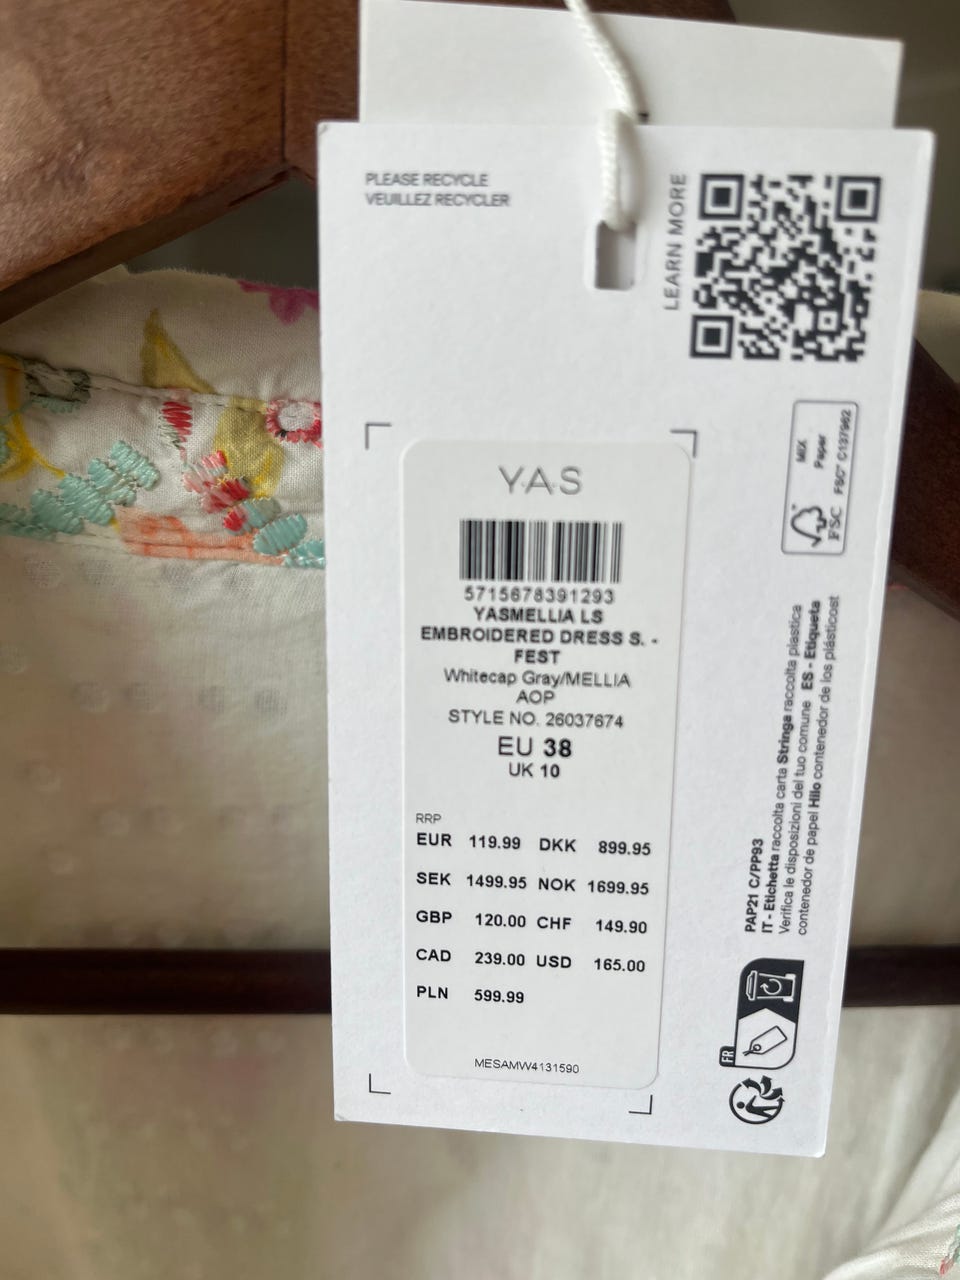 PLEASE RECYCLE
VEUILLEZ RECYCLER
LEARN MORE
MIX
Paper
FSC® C137962
FSC
Y·A·S
5715678391293
YASMELLIA LS
EMBROIDERED DRESS S. -
FEST
Whitecap Gray/MELLIA
AOP
STYLE NO. 26037674
EU 38
UK 10
RRP
EUR 119.99 DKK 899.95
SEK 1499.95 NOK 1699.95
GBP 120.00 CHF 149.90
CAD 239.00 USD 165.00
PLN 599.99
MESAMW4131590
PAP21 C/PP93
IT - Etichetta raccolta carta Stringa raccolta plastica
Verifica le disposizioni del tuo comune ES - Etiqueta
contenedor de papel Hilo contenedor de los plásticost
FR